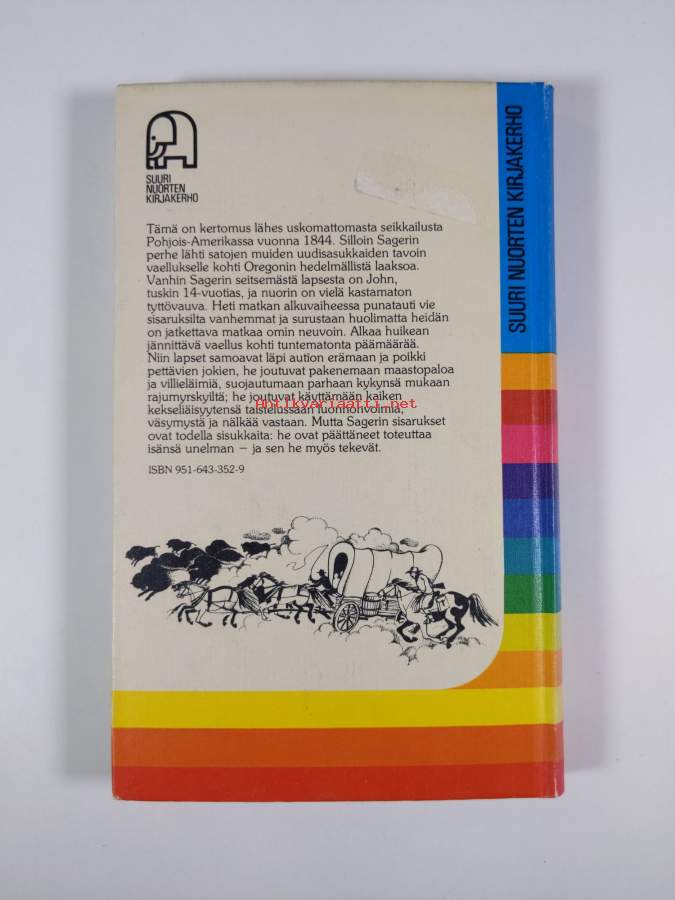 SUURI
NUORTEN
KIRJAKERHO
SUURI NUORTEN KIRJAKERHO
Tämä on kertomus lähes uskomattomasta seikkailusta
Pohjois-Amerikassa vuonna 1844. Silloin Sagerin
perhe lähti satojen muiden uudisasukkaiden tavoin
vaellukselle kohti Oregonin hedelmällistä laaksoa.
Vanhin Sagerin seitsemästä lapsesta on John,
tuskin 14-vuotias, ja nuorin on vielä kastamaton
tyttövauva. Heti matkan alkuvaiheessa punatauti vie
sisaruksilta vanhemmat ja surustaan huolimatta heidän
on jatkettava matkaa omin neuvoin. Alkaa huikean
jännittävä vaellus kohti tuntematonta päämäärää.
Niin lapset samoavat läpi aution erämaan ja poikki
pettävien jokien, he joutuvat pakenemaan maastopaloa
ja villieläimiä, suojautumaan parhaan kykynsä mukaan
rajumyrskyiltä; he joutuvat käyttämään kaiken
Antikvariaatti.net
kekseliäisyytensä taistelussaan luonnonvoimia,
väsymystä ja nälkää vastaan. Mutta Sagerin sisarukset
ovat todella sisukkaita: he ovat päättäneet toteuttaa
isänsä unelman – ja sen he myös tekevät.
ISBN 951-643-352-9